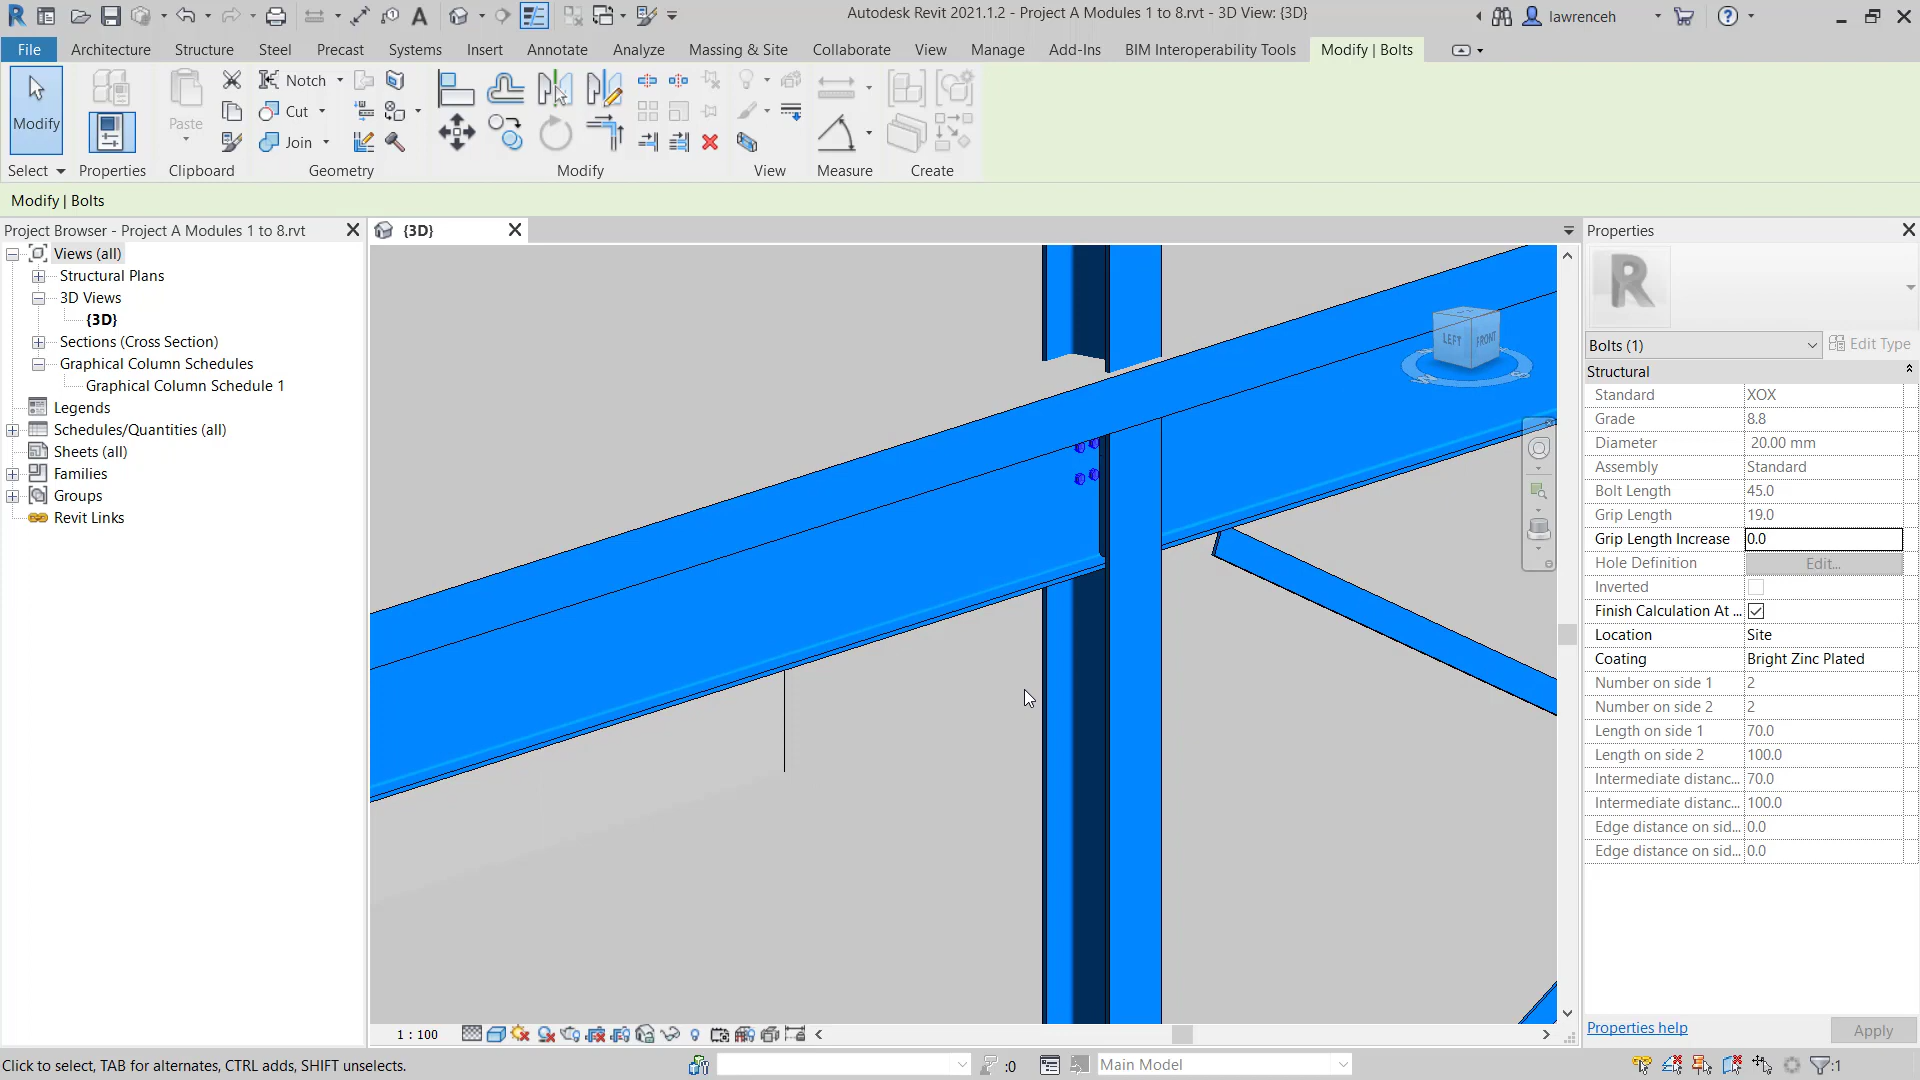 Autodesk Revit 2021.1.2 - Project A Modules 1 to 8.rvt - 3D View: {3D}
lawrenceh
File Architecture Structure Steel Precast Systems Insert Annotate Analyze Massing & Site Collaborate View Manage Add-Ins BIM Interoperability Tools Modify | Bolts
Modify
Paste
Notch
Cut
Join
Select Properties Clipboard Geometry Modify View Measure Create
Modify | Bolts
Project Browser - Project A Modules 1 to 8.rvt
Views (all)
Structural Plans
3D Views
{3D}
Sections (Cross Section)
Graphical Column Schedules
Graphical Column Schedule 1
Legends
Schedules/Quantities (all)
Sheets (all)
Families
Groups
Revit Links
{3D}
LEFT FRONT
Properties
R
Bolts (1)
Edit Type
Structural
Standard XOX
Grade 8.8
Diameter 20.00 mm
Assembly Standard
Bolt Length 45.0
Grip Length 19.0
Grip Length Increase 0.0
Hole Definition Edit...
Inverted
Finish Calculation At ...
Location Site
Coating Bright Zinc Plated
Number on side 1 2
Number on side 2 2
Length on side 1 70.0
Length on side 2 100.0
Intermediate distanc... 70.0
Intermediate distanc... 100.0
Edge distance on sid... 0.0
Edge distance on sid... 0.0
Properties help
Apply
1 : 100
Click to select, TAB for alternates, CTRL adds, SHIFT unselects.
:0
Main Model
:1